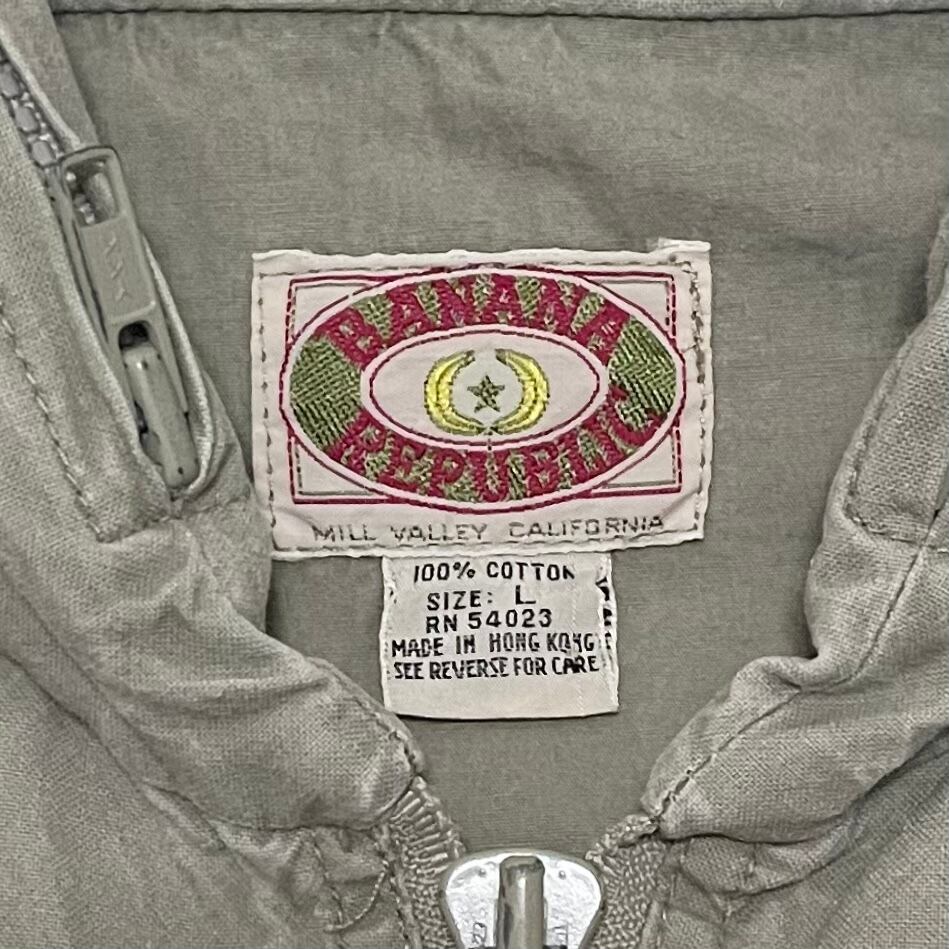 BANANA
REPUBLIC
MILL VALLEY CALIFORNIA
100% COTTON
SIZE: L
RN 54023
MADE IN HONG KONG
SEE REVERSE FOR CARE